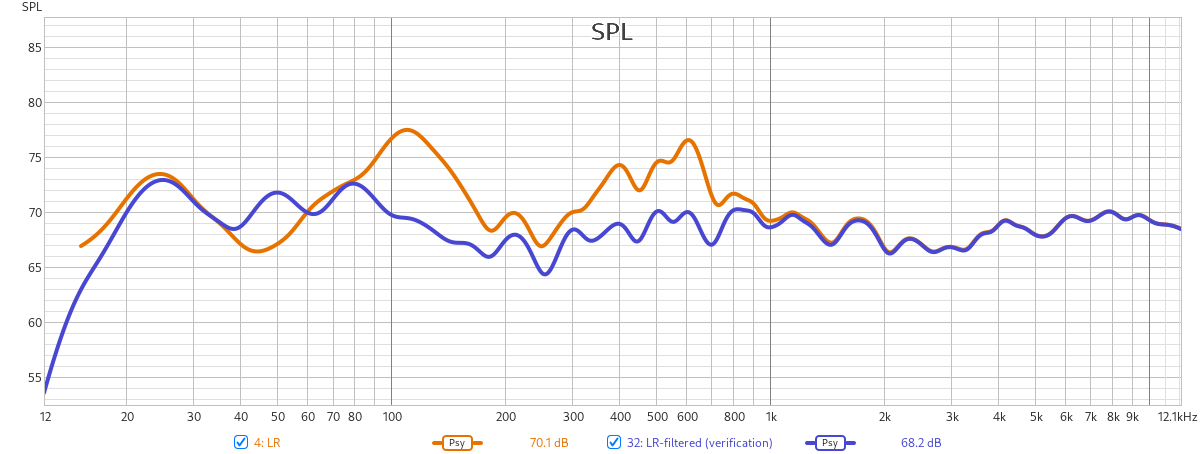 SPL
SPL
85
80
75
70
65
60
55
12 20 30 40 50 60 70 80 100 200 300 400 500 600 800 1k 2k 3k 4k 5k 6k 7k 8k 9k 12.1kHz
4: LR Psy 70.1 dB 32: LR-filtered (verification) Psy 68.2 dB